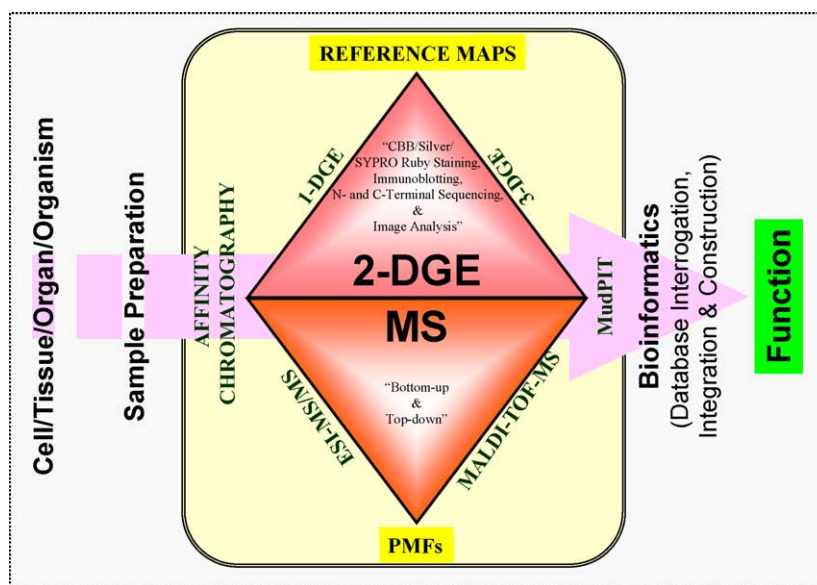 Cell/Tissue/Organ/Organism
Sample Preparation
AFFINITY
CHROMATOGRAPHY
REFERENCE MAPS
1-DGE
3-DGE
“CBB/Silver/
SYPRO Ruby Staining,
Immunoblotting,
N- and C-Terminal Sequencing,
&
Image Analysis”
2-DGE
MS
“Bottom-up
&
Top-down”
ESI-MS/MS
MALDI-TOF-MS
PMFs
MudPIT
Bioinformatics
(Database Interrogation,
Integration & Construction)
Function